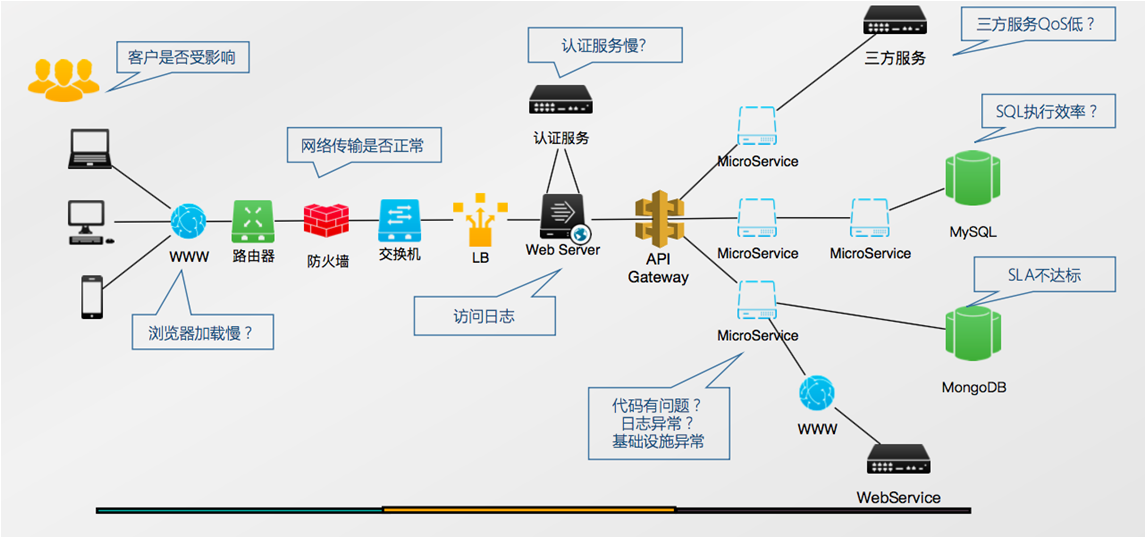 客户是否受影响
认证服务慢?
三方服务QoS低？
三方服务
SQL执行效率？
认证服务
网络传输是否正常
MicroService
WWW
路由器
防火墙
交换机
LB
Web Server
API
Gateway
MicroService
MicroService
MySQL
SLA不达标
浏览器加载慢？
访问日志
MicroService
MongoDB
代码有问题？
日志异常？
基础设施异常
WWW
WebService